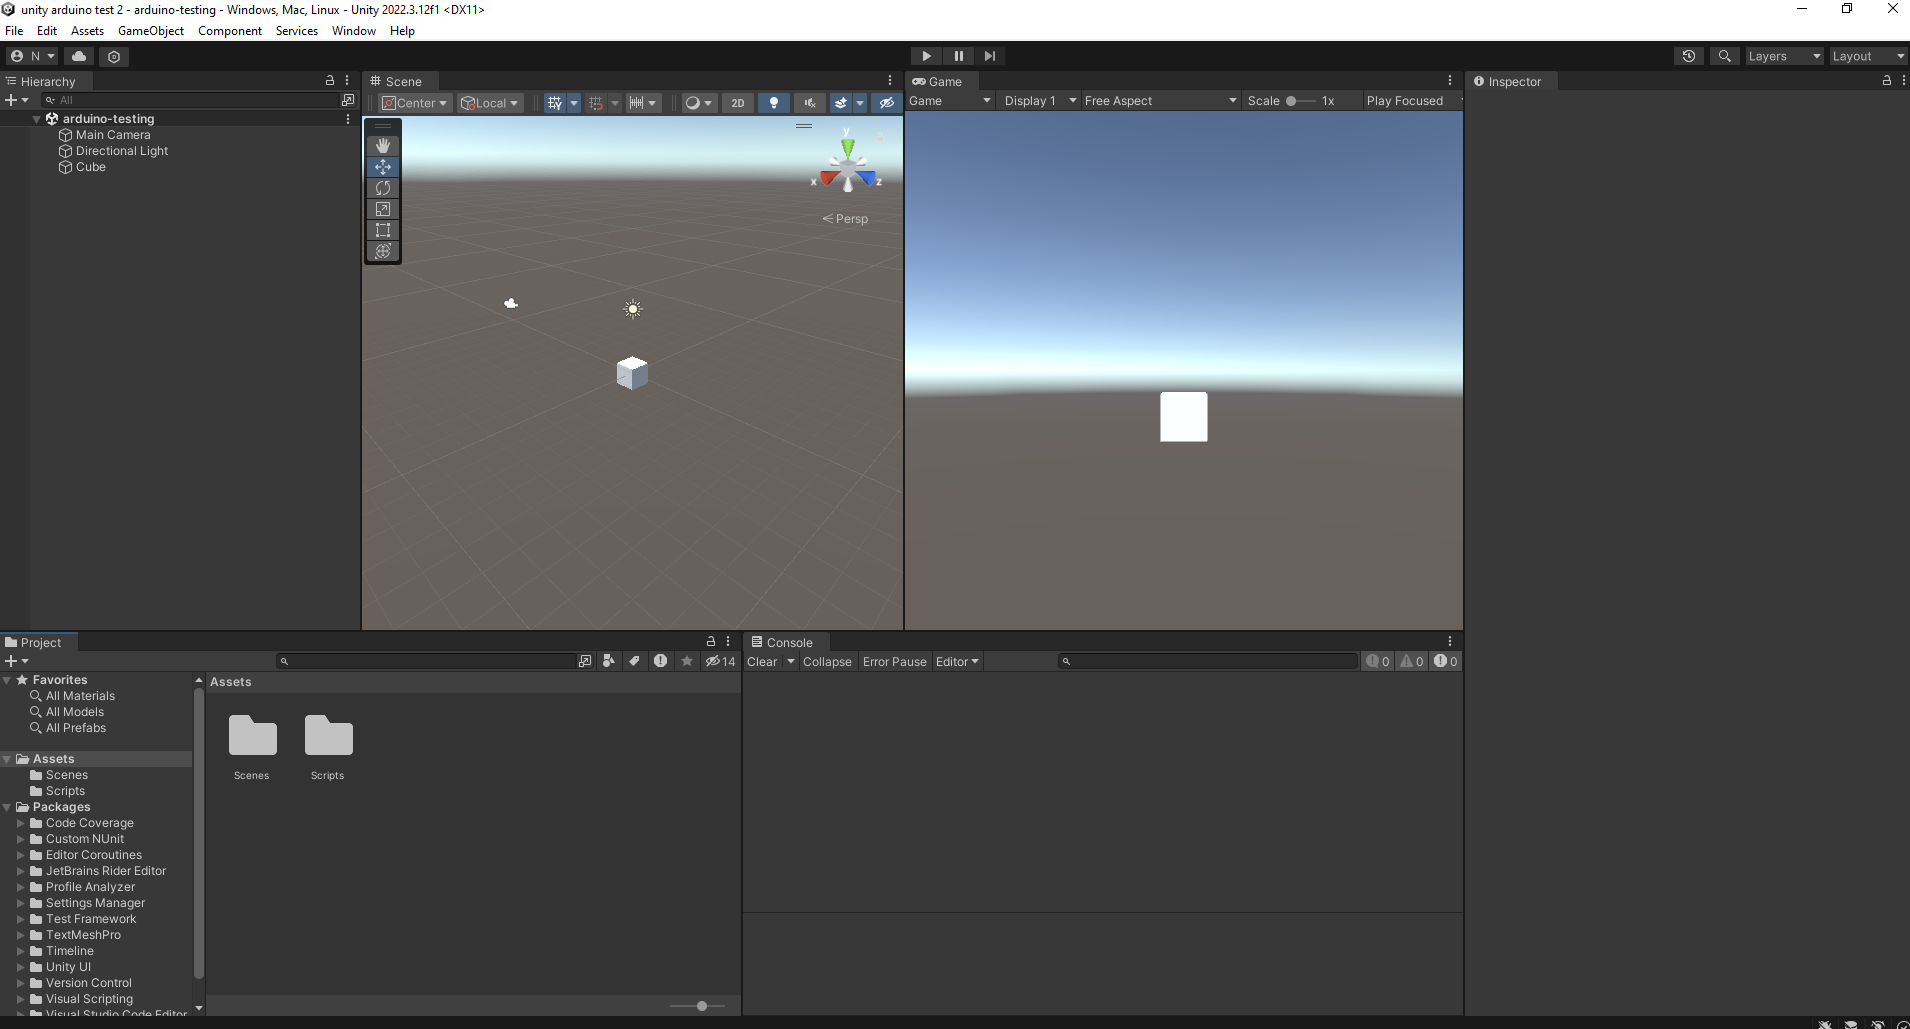 unity arduino test 2 - arduino-testing - Windows, Mac, Linux - Unity 2022.3.12f1 <DX11>
File Edit Assets GameObject Component Services Window Help
N
Layers Layout
Hierarchy
All
arduino-testing
Main Camera
Directional Light
Cube
Scene
Center Local 2D
y
x z
Persp
Game
Game Display 1 Free Aspect Scale 1x Play Focused
Inspector
Project
14
Favorites
All Materials
All Models
All Prefabs
Assets
Scenes
Scripts
Packages
Code Coverage
Custom NUnit
Editor Coroutines
JetBrains Rider Editor
Profile Analyzer
Settings Manager
Test Framework
TextMeshPro
Timeline
Unity UI
Version Control
Visual Scripting
Visual Studio Code Editor
Assets
Scenes Scripts
Console
Clear Collapse Error Pause Editor 0 0 0